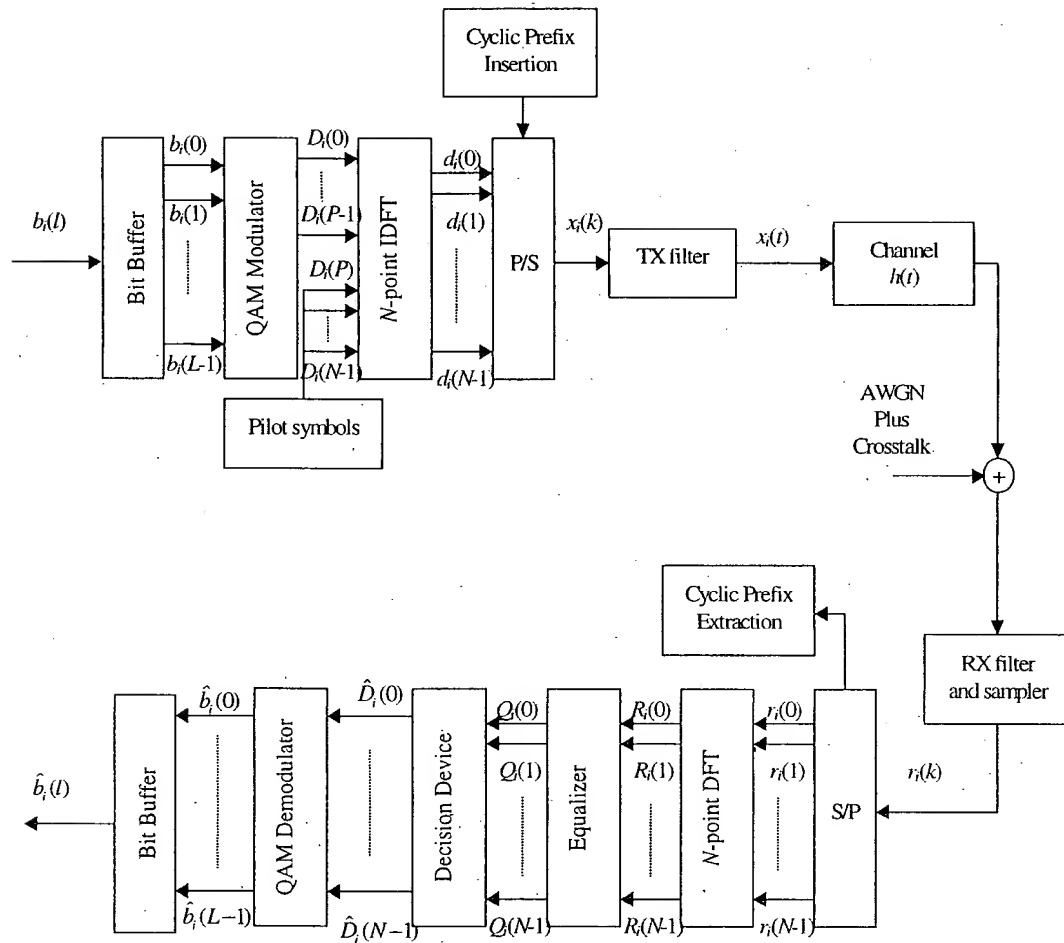 Cyclic Prefix
Insertion
b_i(l)
Bit Buffer
b_i(0)
b_i(1)
b_i(L-1)
QAM Modulator
D_i(0)
D_i(P-1)
D_i(P)
D_i(N-1)
Pilot symbols
N-point IDFT
d_i(0)
d_i(1)
d_i(N-1)
P/S
x_i(k)
TX filter
x_i(t)
Channel
h(t)
AWGN
Plus
Crosstalk
+
RX filter
and sampler
r_i(k)
Cyclic Prefix
Extraction
S/P
r_i(0)
r_i(1)
r_i(N-1)
N-point DFT
R_i(0)
R_i(1)
R_i(N-1)
Equalizer
Q_i(0)
Q_i(1)
Q_i(N-1)
Decision Device
D̂_i(0)
D̂_i(N-1)
QAM Demodulator
b̂_i(0)
b̂_i(L-1)
Bit Buffer
b̂_i(l)